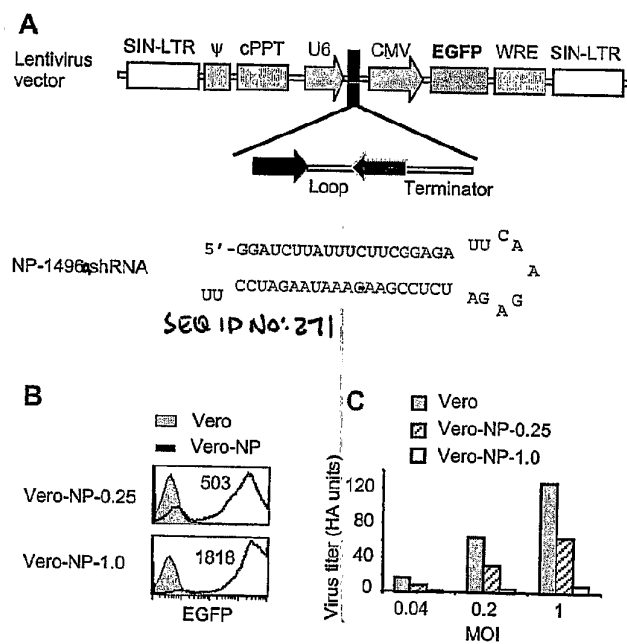 A
Lentivirus vector
SIN-LTR ψ cPPT U6 CMV EGFP WRE SIN-LTR
Loop
Terminator
NP-1496 shRNA
5'-GGAUCUUAUUUCUUCGGAGA UU C A
A
UU CCUAGAAUAAAGAAGCCUCU AG A G
SEQ ID NO: 271
B
Vero
Vero-NP
Vero-NP-0.25
503
Vero-NP-1.0
1818
EGFP
C
Vero
Vero-NP-0.25
Vero-NP-1.0
Virus titer (HA units)
120
80
40
0
0.04 0.2 1
MOI